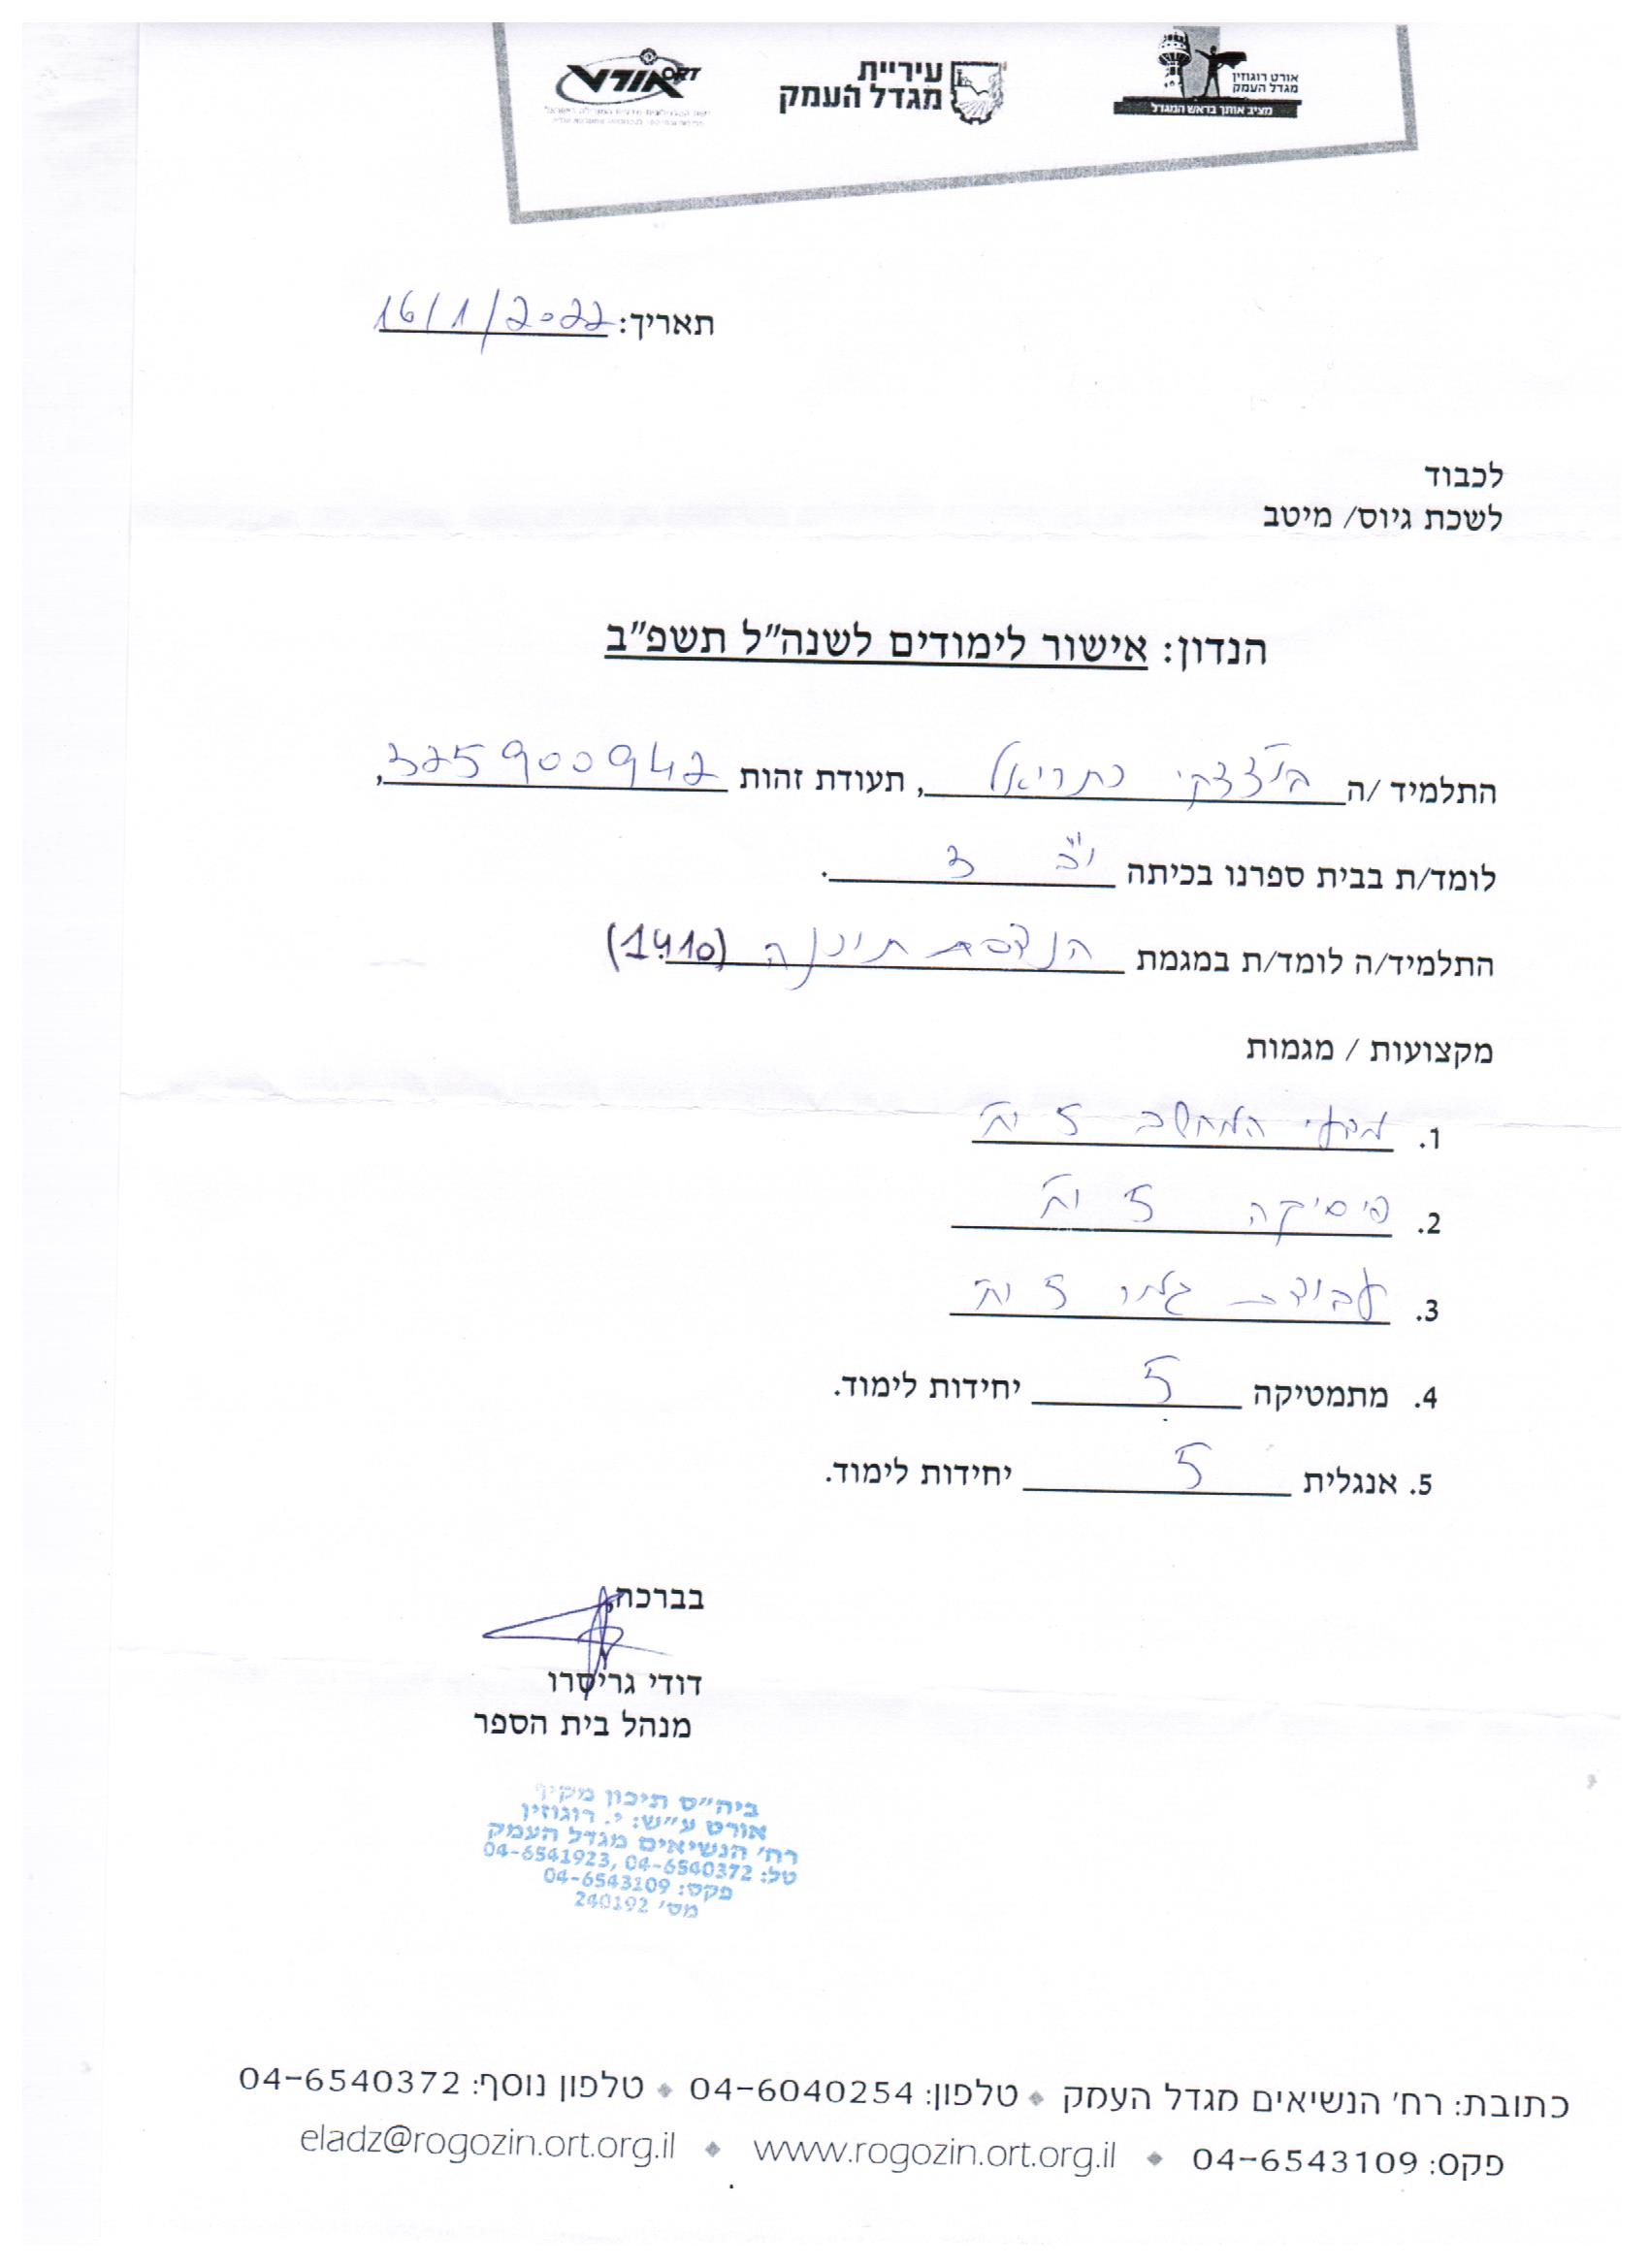 אורט רוגוזין
מגדל העמק
מציב אותך בראש המגדל
עיריית
מגדל העמק
אורט ORT
תאריך: 16/1/2022
לכבוד
לשכת גיוס/ מיטב
הנדון: אישור לימודים לשנה"ל תשפ"ב
התלמיד /ה כתריאל, תעודת זהות 325900942,
לומד/ת בבית ספרנו בכיתה י"ב 3.
התלמיד/ה לומד/ת במגמת הנדסת תוכנה (1410)
מקצועות / מגמות
1. מדעי המחשב 5 יח'
2. פיסיקה 5 יח'
3. עבודת גמר 5 יח'
4. מתמטיקה 5 יחידות לימוד.
5. אנגלית 5 יחידות לימוד.
בברכה,
דודי גריסרו
מנהל בית הספר
ביה"ס תיכון מקיף
אורט ע"ש: י. רוגוזין
רח' הנשיאים מגדל העמק
טל: 04-6540372, 04-6541923
פקס: 04-6543109
מס' 240192
כתובת: רח' הנשיאים מגדל העמק ◆ טלפון: 04-6040254 ◆ טלפון נוסף: 04-6540372
פקס: 04-6543109 ◆ www.rogozin.ort.org.il ◆ eladz@rogozin.ort.org.il